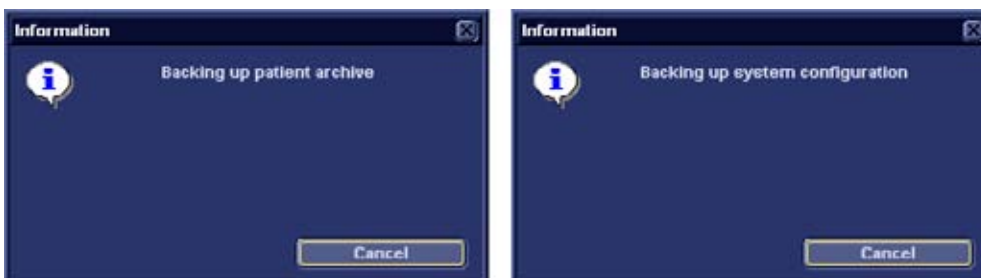 Information
Backing up patient archive
Cancel
Information
Backing up system configuration
Cancel